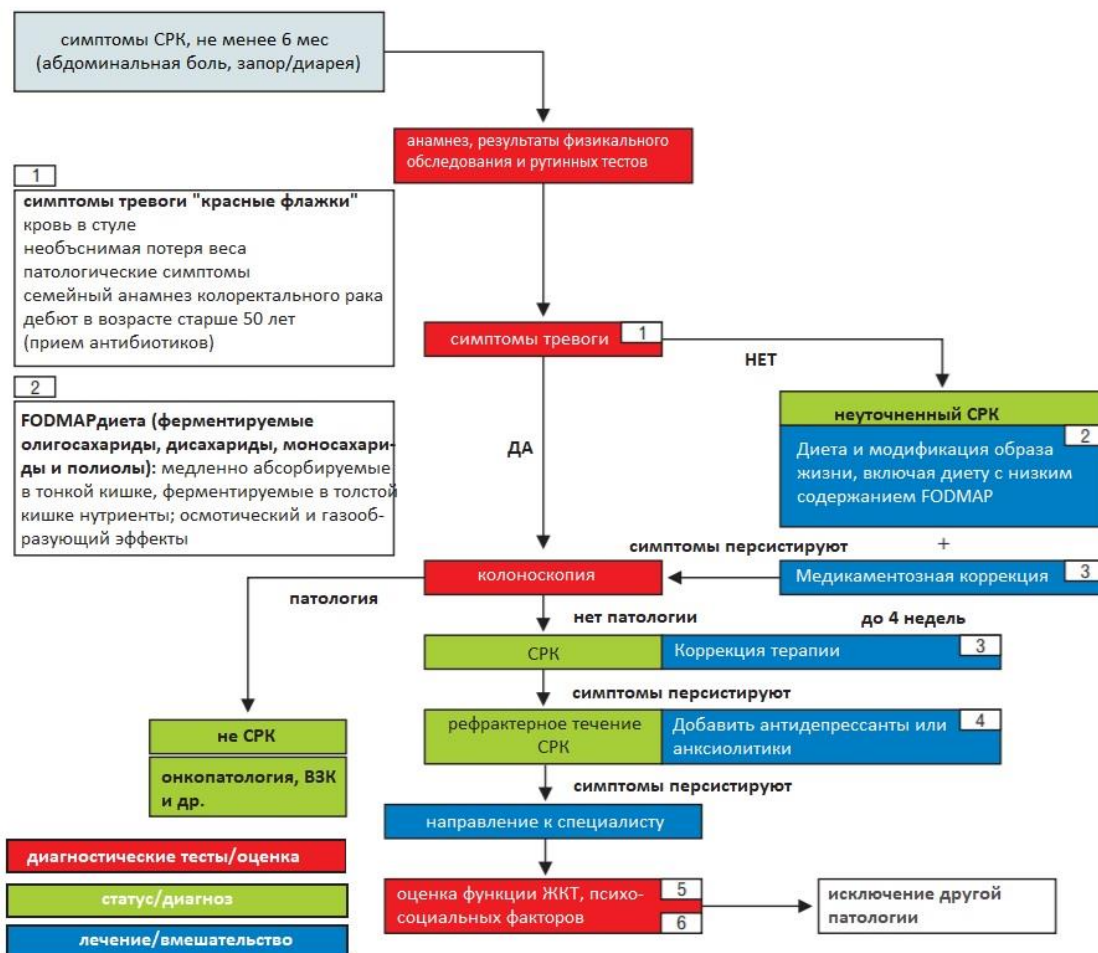 симптомы СРК, не менее 6 мес
(абдоминальная боль, запор/диарея)
анамнез, результаты физикального
обследования и рутинных тестов
1
симптомы тревоги "красные флажки"
кровь в стуле
необъснимая потеря веса
патологические симптомы
семейный анамнез колоректального рака
дебют в возрасте старше 50 лет
(прием антибиотиков)
симптомы тревоги
1
НЕТ
2
FODMAPдиета (ферментируемые
олигосахариды, дисахариды, моносахари-
ды и полиолы): медленно абсорбируемые
в тонкой кишке, ферментируемые в толстой
кишке нутриенты; осмотический и газооб-
разующий эффекты
ДА
неуточненный СРК
2
Диета и модификация образа
жизни, включая диету с низким
содержанием FODMAP
+
симптомы персистируют
колоноскопия
Медикаментозная коррекция
3
патология
нет патологии
до 4 недель
СРК
Коррекция терапии
3
симптомы персистируют
рефрактерное течение
СРК
Добавить антидепрессанты или
анксиолитики
4
не СРК
онкопатология, ВЗК
и др.
симптомы персистируют
направление к специалисту
оценка функции ЖКТ, психо-
социальных факторов
5
6
исключение другой
патологии
диагностические тесты/оценка
статус/диагноз
лечение/вмешательство